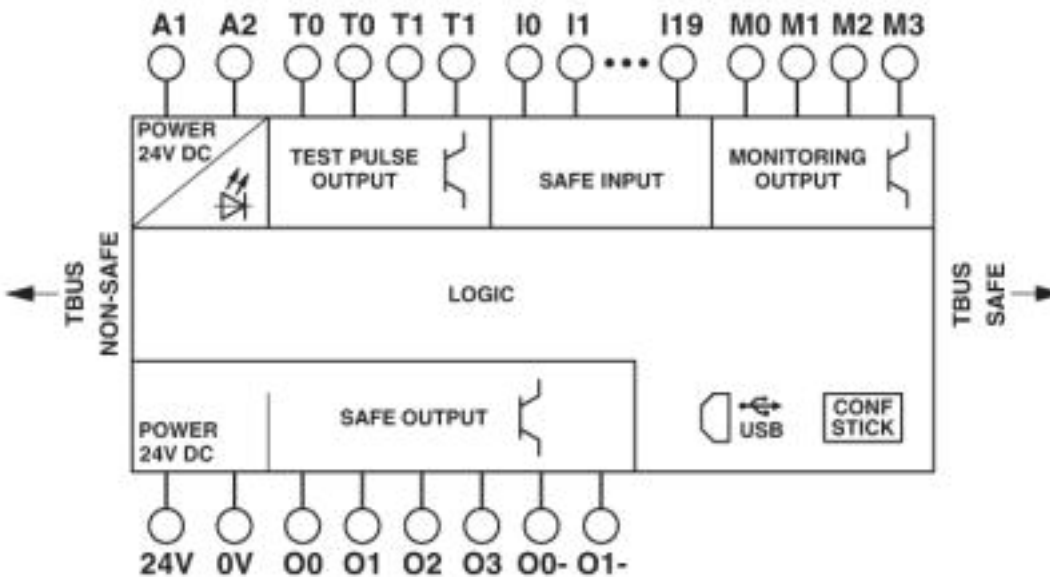 A1 A2 T0 T0 T1 T1 I0 I1 ••• I19 M0 M1 M2 M3
POWER
24V DC
TEST PULSE
OUTPUT
SAFE INPUT
MONITORING
OUTPUT
TBUS
NON-SAFE
LOGIC
TBUS
SAFE
POWER
24V DC
SAFE OUTPUT
USB
CONF
STICK
24V 0V O0 O1 O2 O3 O0- O1-